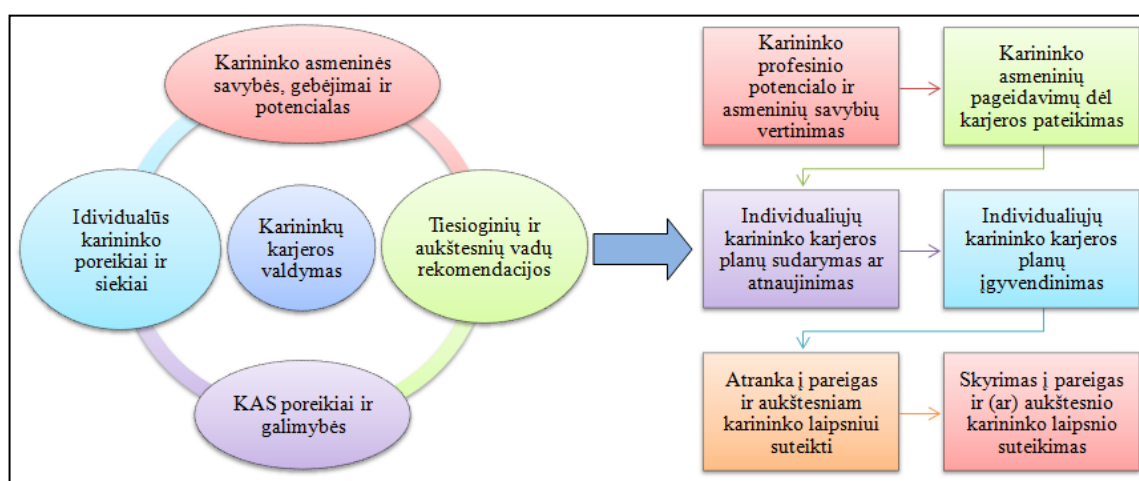 Karininko asmeninės
savybės, gebėjimai ir
potencialas
Idividualūs
karininko
poreikiai ir
siekiai
Karininkų
karjeros
valdymas
Tiesioginių ir
aukštesnių vadų
rekomendacijos
KAS poreikiai ir
galimybės
Karininko
profesinio
potencialo ir
asmeninių savybių
vertinimas
Karininko
asmeninių
pageidavimų dėl
karjeros pateikimas
Individualiųjų
karininko karjeros
planų sudarymas ar
atnaujinimas
Individualiųjų
karininko karjeros
planų
įgyvendinimas
Atranka į pareigas
ir aukštesniam
karininko laipsniui
suteikti
Skyrimas į pareigas
ir (ar) aukštesnio
karininko laipsnio
suteikimas